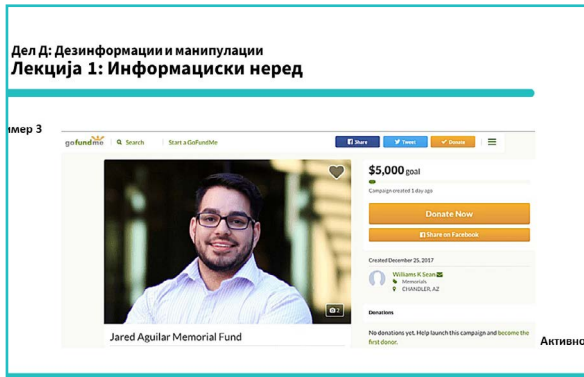 Дел Д: Дезинформации и манипулации
Лекција 1: Информациски неред
имер 3
gofundme
Search
Start a GoFundMe
Share
Tweet
Donate
$5,000 goal
Campaign created 1 day ago
Donate Now
Share on Facebook
Created December 25, 2017
Williams K Sean
Memorials
CHANDLER, AZ
2
Donations
No donations yet. Help launch this campaign and become the
first donor.
Jared Aguilar Memorial Fund
Активно